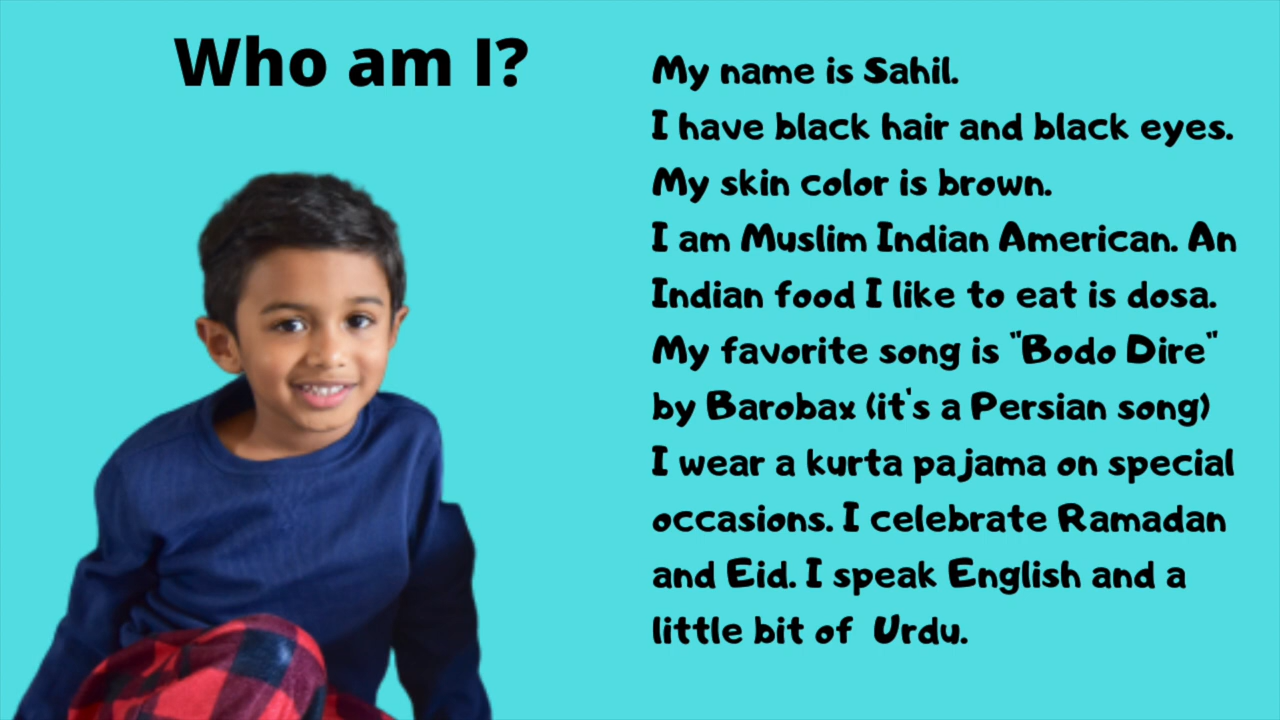 Who am I?
My name is Sahil.
I have black hair and black eyes.
My skin color is brown.
I am Muslim Indian American. An
Indian food I like to eat is dosa.
My favorite song is "Bodo Dire"
by Barobax (it's a Persian song)
I wear a kurta pajama on special
occasions. I celebrate Ramadan
and Eid. I speak English and a
little bit of Urdu.